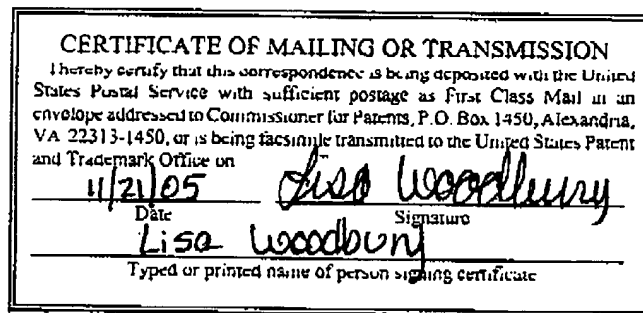 CERTIFICATE OF MAILING OR TRANSMISSION
I hereby certify that this correspondence is being deposited with the United
States Postal Service with sufficient postage as First Class Mail in an
envelope addressed to Commissioner for Patents, P.O. Box 1450, Alexandria,
VA 22313-1450, or is being facsimile transmitted to the United States Patent
and Trademark Office on
11/21/05 Lisa Woodbury
Date Signature
Lisa Woodbury
Typed or printed name of person signing certificate